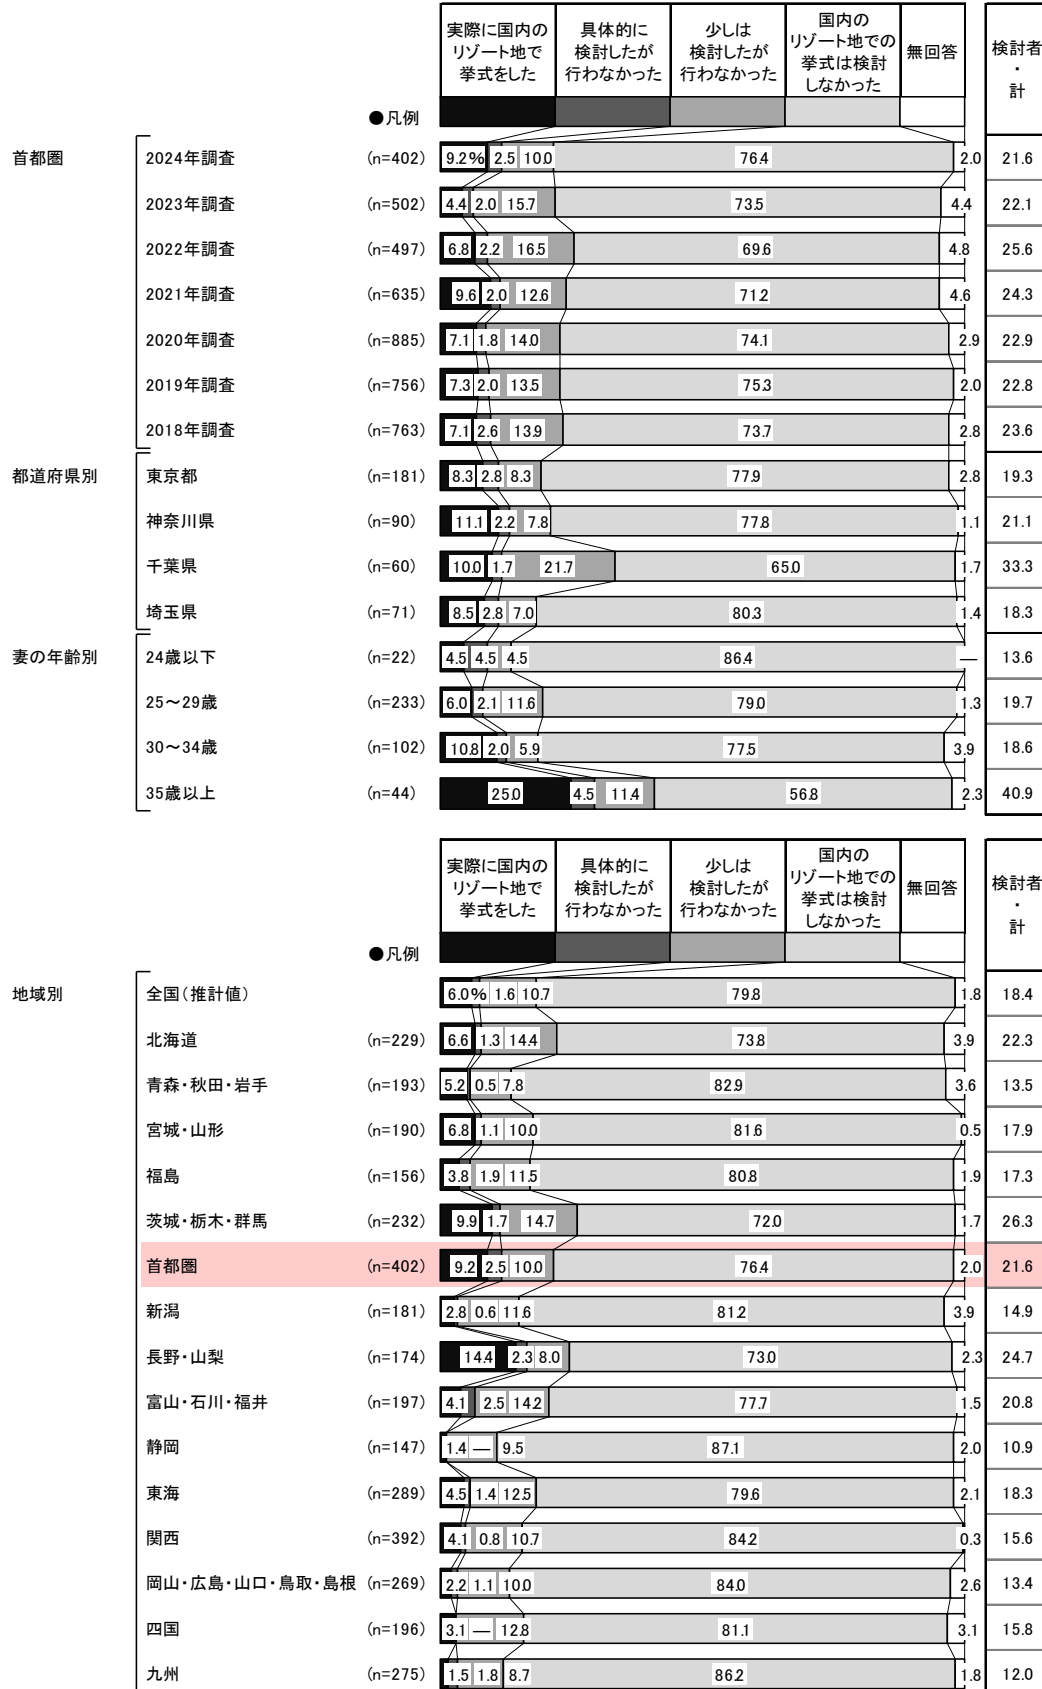 実際に国内の
リゾート地で
挙式をした
具体的に
検討したが
行わなかった
少しは
検討したが
行わなかった
国内の
リゾート地での
挙式は検討
しなかった
無回答
検討者
・
計
●凡例
首都圏 2024年調査 (n=402) 9.2% 2.5 10.0 76.4 2.0 21.6
2023年調査 (n=502) 4.4 2.0 15.7 73.5 4.4 22.1
2022年調査 (n=497) 6.8 2.2 16.5 69.6 4.8 25.6
2021年調査 (n=635) 9.6 2.0 12.6 71.2 4.6 24.3
2020年調査 (n=885) 7.1 1.8 14.0 74.1 2.9 22.9
2019年調査 (n=756) 7.3 2.0 13.5 75.3 2.0 22.8
2018年調査 (n=763) 7.1 2.6 13.9 73.7 2.8 23.6
都道府県別 東京都 (n=181) 8.3 2.8 8.3 77.9 2.8 19.3
神奈川県 (n=90) 11.1 2.2 7.8 77.8 1.1 21.1
千葉県 (n=60) 10.0 1.7 21.7 65.0 1.7 33.3
埼玉県 (n=71) 8.5 2.8 7.0 80.3 1.4 18.3
妻の年齢別 24歳以下 (n=22) 4.5 4.5 4.5 86.4 — 13.6
25～29歳 (n=233) 6.0 2.1 11.6 79.0 1.3 19.7
30～34歳 (n=102) 10.8 2.0 5.9 77.5 3.9 18.6
35歳以上 (n=44) 25.0 4.5 11.4 56.8 2.3 40.9
実際に国内の
リゾート地で
挙式をした
具体的に
検討したが
行わなかった
少しは
検討したが
行わなかった
国内の
リゾート地での
挙式は検討
しなかった
無回答
検討者
・
計
●凡例
地域別 全国（推計値） 6.0% 1.6 10.7 79.8 1.8 18.4
北海道 (n=229) 6.6 1.3 14.4 73.8 3.9 22.3
青森・秋田・岩手 (n=193) 5.2 0.5 7.8 82.9 3.6 13.5
宮城・山形 (n=190) 6.8 1.1 10.0 81.6 0.5 17.9
福島 (n=156) 3.8 1.9 11.5 80.8 1.9 17.3
茨城・栃木・群馬 (n=232) 9.9 1.7 14.7 72.0 1.7 26.3
首都圏 (n=402) 9.2 2.5 10.0 76.4 2.0 21.6
新潟 (n=181) 2.8 0.6 11.6 81.2 3.9 14.9
長野・山梨 (n=174) 14.4 2.3 8.0 73.0 2.3 24.7
富山・石川・福井 (n=197) 4.1 2.5 14.2 77.7 1.5 20.8
静岡 (n=147) 1.4 — 9.5 87.1 2.0 10.9
東海 (n=289) 4.5 1.4 12.5 79.6 2.1 18.3
関西 (n=392) 4.1 0.8 10.7 84.2 0.3 15.6
岡山・広島・山口・鳥取・島根 (n=269) 2.2 1.1 10.0 84.0 2.6 13.4
四国 (n=196) 3.1 — 12.8 81.1 3.1 15.8
九州 (n=275) 1.5 1.8 8.7 86.2 1.8 12.0